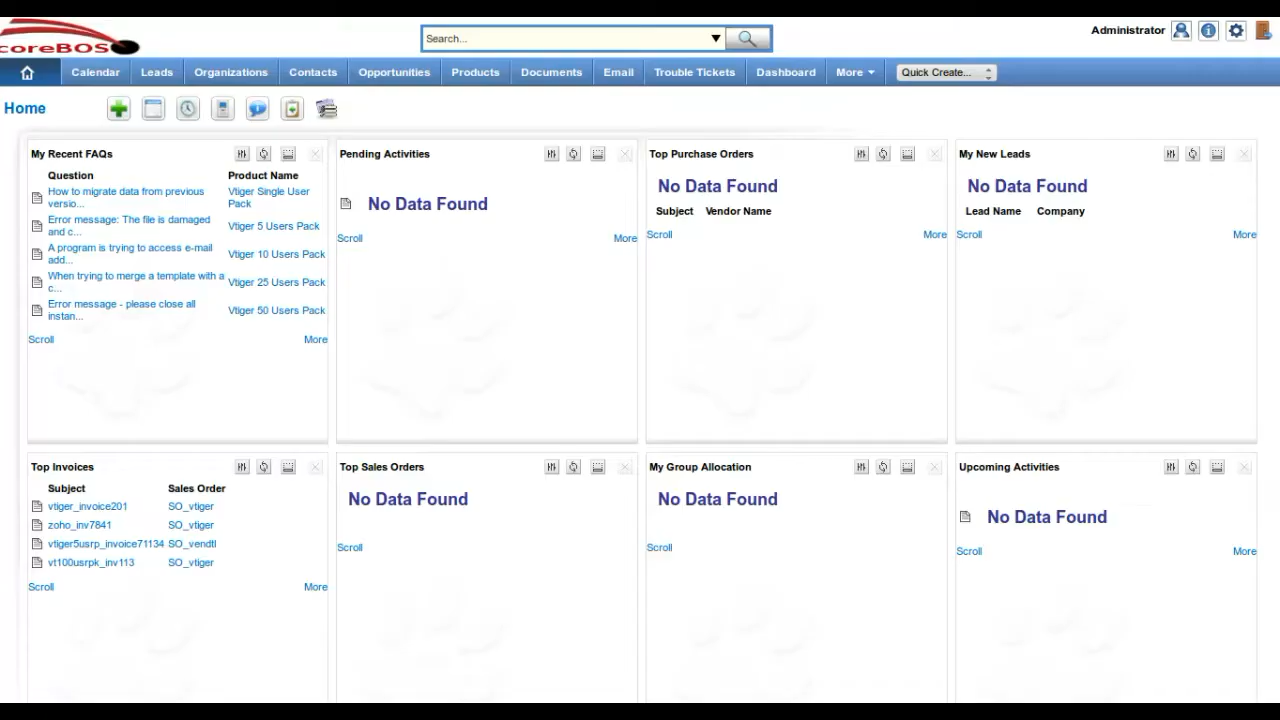 coreBOS
Search...
Administrator
Calendar Leads Organizations Contacts Opportunities Products Documents Email Trouble Tickets Dashboard More Quick Create...
Home
My Recent FAQs
Question Product Name
How to migrate data from previous versio... Vtiger Single User Pack
Error message: The file is damaged and c... Vtiger 5 Users Pack
A program is trying to access e-mail add... Vtiger 10 Users Pack
When trying to merge a template with a c... Vtiger 25 Users Pack
Error message - please close all instan... Vtiger 50 Users Pack
Scroll More
Pending Activities
No Data Found
Scroll More
Top Purchase Orders
No Data Found
Subject Vendor Name
Scroll More
My New Leads
No Data Found
Lead Name Company
Scroll More
Top Invoices
Subject Sales Order
vtiger_invoice201 SO_vtiger
zoho_inv7841 SO_vtiger
vtiger5usrp_invoice71134 SO_vendtl
vt100usrpk_inv113 SO_vtiger
Scroll More
Top Sales Orders
No Data Found
Scroll
My Group Allocation
No Data Found
Scroll
Upcoming Activities
No Data Found
Scroll More